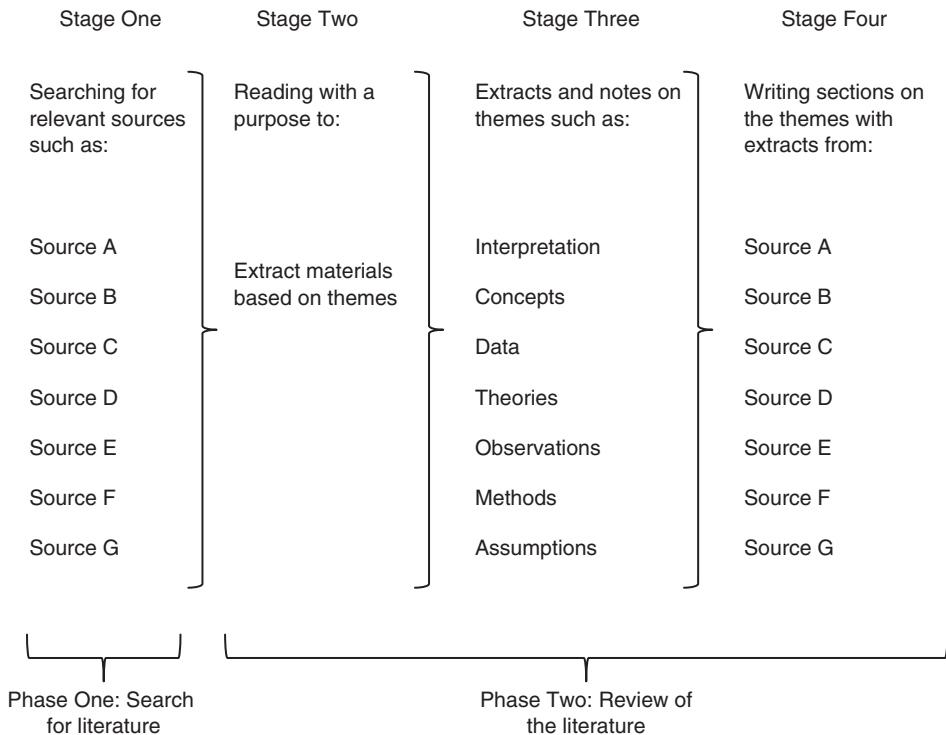 Stage One
Stage Two
Stage Three
Stage Four
Searching for
relevant sources
such as:
Source A
Source B
Source C
Source D
Source E
Source F
Source G
Reading with a
purpose to:
Extract materials
based on themes
Extracts and notes on
themes such as:
Interpretation
Concepts
Data
Theories
Observations
Methods
Assumptions
Writing sections on
the themes with
extracts from:
Source A
Source B
Source C
Source D
Source E
Source F
Source G
Phase One: Search
for literature
Phase Two: Review of
the literature